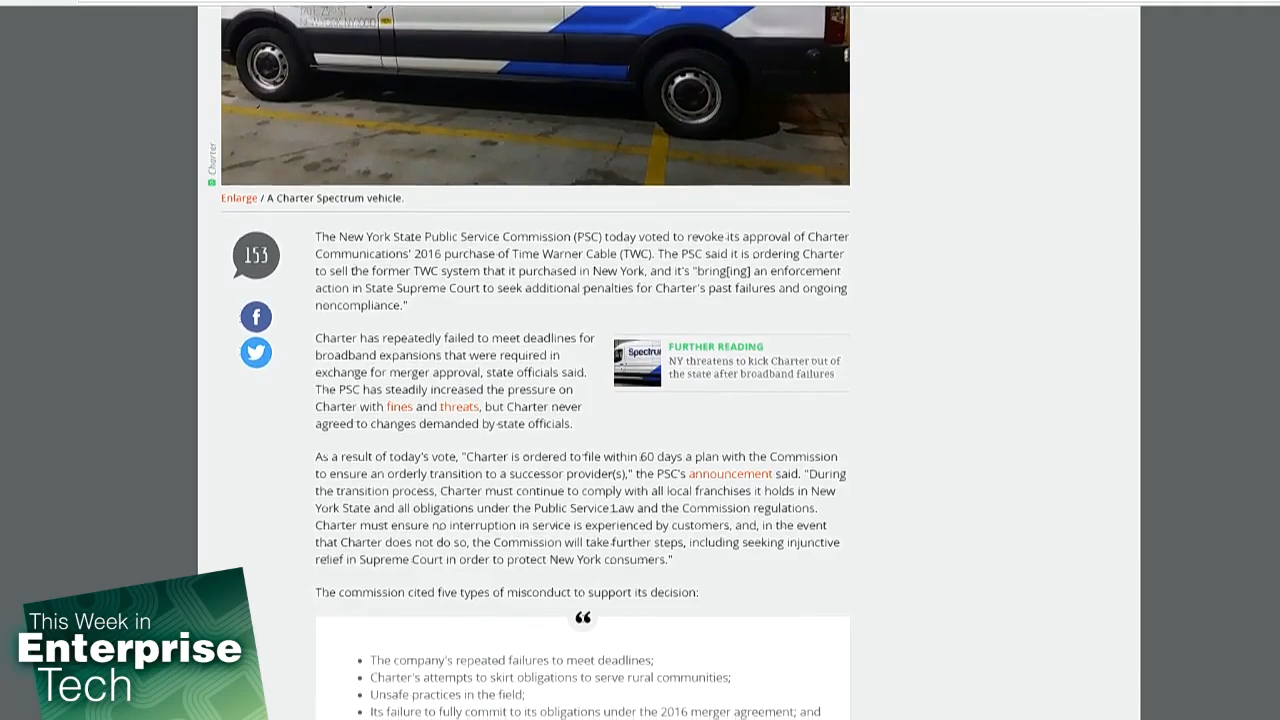 NEW YORK, NY
Charter
Enlarge / A Charter Spectrum vehicle.
153
The New York State Public Service Commission (PSC) today voted to revoke its approval of Charter
Communications' 2016 purchase of Time Warner Cable (TWC). The PSC said it is ordering Charter
to sell the former TWC system that it purchased in New York, and it's "bring[ing] an enforcement
action in State Supreme Court to seek additional penalties for Charter's past failures and ongoing
noncompliance."
Charter has repeatedly failed to meet deadlines for
broadband expansions that were required in
exchange for merger approval, state officials said.
The PSC has steadily increased the pressure on
Charter with fines and threats, but Charter never
agreed to changes demanded by state officials.
Spectru
FURTHER READING
NY threatens to kick Charter out of
the state after broadband failures
As a result of today's vote, "Charter is ordered to file within 60 days a plan with the Commission
to ensure an orderly transition to a successor provider(s)," the PSC's announcement said. "During
the transition process, Charter must continue to comply with all local franchises it holds in New
York State and all obligations under the Public Service Law and the Commission regulations.
Charter must ensure no interruption in service is experienced by customers, and, in the event
that Charter does not do so, the Commission will take further steps, including seeking injunctive
relief in Supreme Court in order to protect New York consumers."
The commission cited five types of misconduct to support its decision:
“
• The company's repeated failures to meet deadlines;
• Charter's attempts to skirt obligations to serve rural communities;
• Unsafe practices in the field;
• Its failure to fully commit to its obligations under the 2016 merger agreement; and
This Week in
Enterprise
Tech